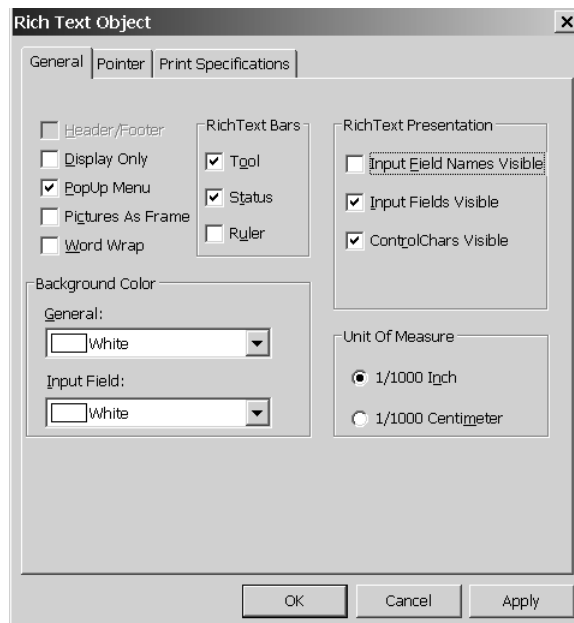 Rich Text Object
General Pointer Print Specifications
Header/Footer
Display Only
PopUp Menu
Pictures As Frame
Word Wrap
RichText Bars
Tool
Status
Ruler
RichText Presentation
Input Field Names Visible
Input Fields Visible
ControlChars Visible
Background Color
General:
White
Input Field:
White
Unit Of Measure
1/1000 Inch
1/1000 Centimeter
OK Cancel Apply